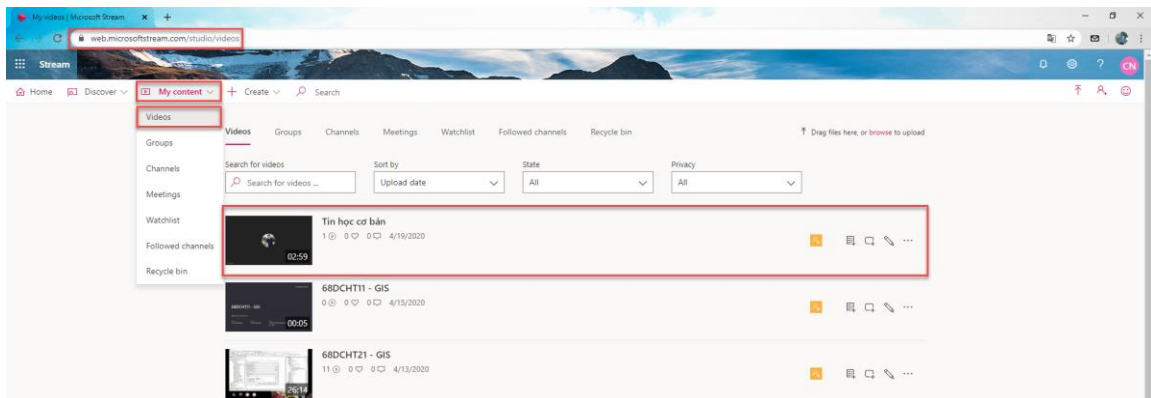 My videos | Microsoft Stream
web.microsoftstream.com/studio/videos
Stream
CN
Home Discover My content Create Search
Videos
Groups
Channels
Meetings
Watchlist
Followed channels
Recycle bin
Videos Groups Channels Meetings Watchlist Followed channels Recycle bin
Drag files here, or browse to upload
Search for videos Sort by State Privacy
Search for videos ... Upload date All All
Tin học cơ bản
1 0 0 4/19/2020
02:59
68DCHT11 - GIS
0 0 0 4/15/2020
00:05
68DCHT21 - GIS
11 0 0 4/13/2020
26:14